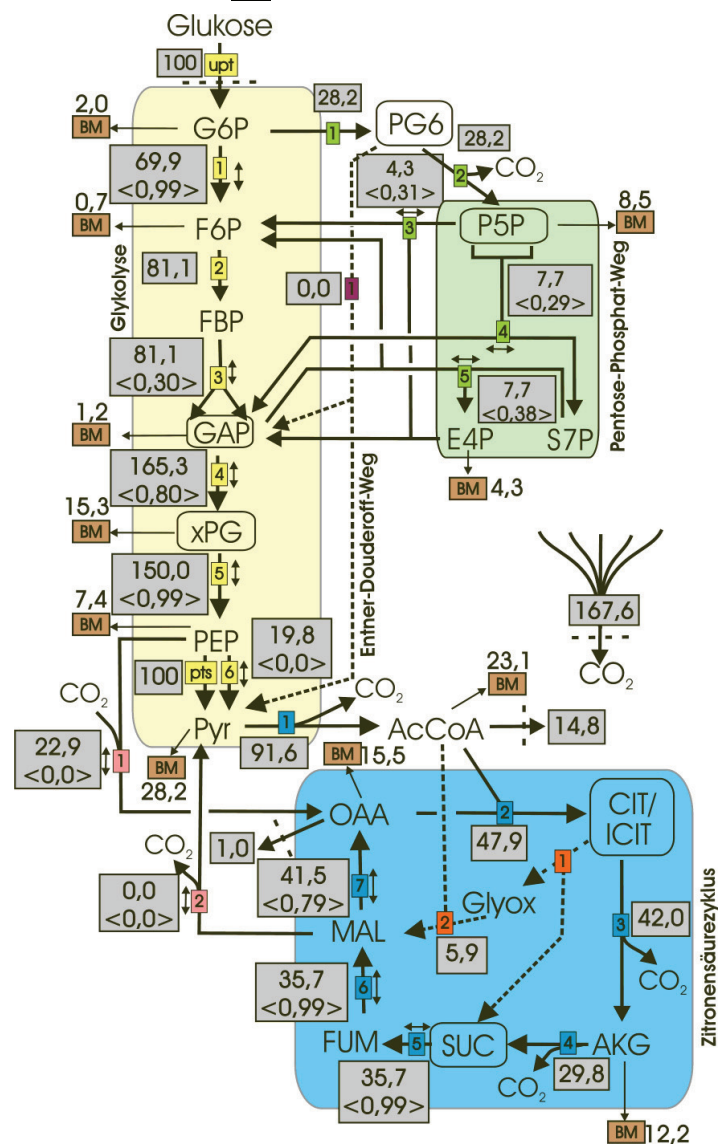 Glukose
100 upt
2,0
BM
G6P
28,2
1
PG6
28,2
69,9
<0,99>
1
4,3
<0,31>
2
CO2
0,7
BM
F6P
3
P5P
8,5
BM
Glykolyse
81,1
2
0,0
1
7,7
<0,29>
FBP
4
Pentose-Phosphat-Weg
81,1
<0,30>
3
5
7,7
<0,38>
1,2
BM
GAP
E4P
S7P
165,3
<0,80>
4
BM
4,3
15,3
BM
xPG
150,0
<0,99>
5
Entner-Douderoff-Weg
167,6
CO2
7,4
BM
PEP
19,8
<0,0>
100 pts 6
CO2
CO2
23,1
BM
Pyr
1
91,6
AcCoA
14,8
22,9
<0,0>
1
BM
28,2
BM
15,5
OAA
2
47,9
CIT/
ICIT
CO2
1,0
41,5
<0,79>
7
1
0,0
<0,0>
2
Glyox
2
5,9
MAL
3
42,0
CO2
Zitronensäurezyklus
35,7
<0,99>
6
FUM
5
SUC
4
AKG
35,7
<0,99>
CO2
29,8
BM
12,2